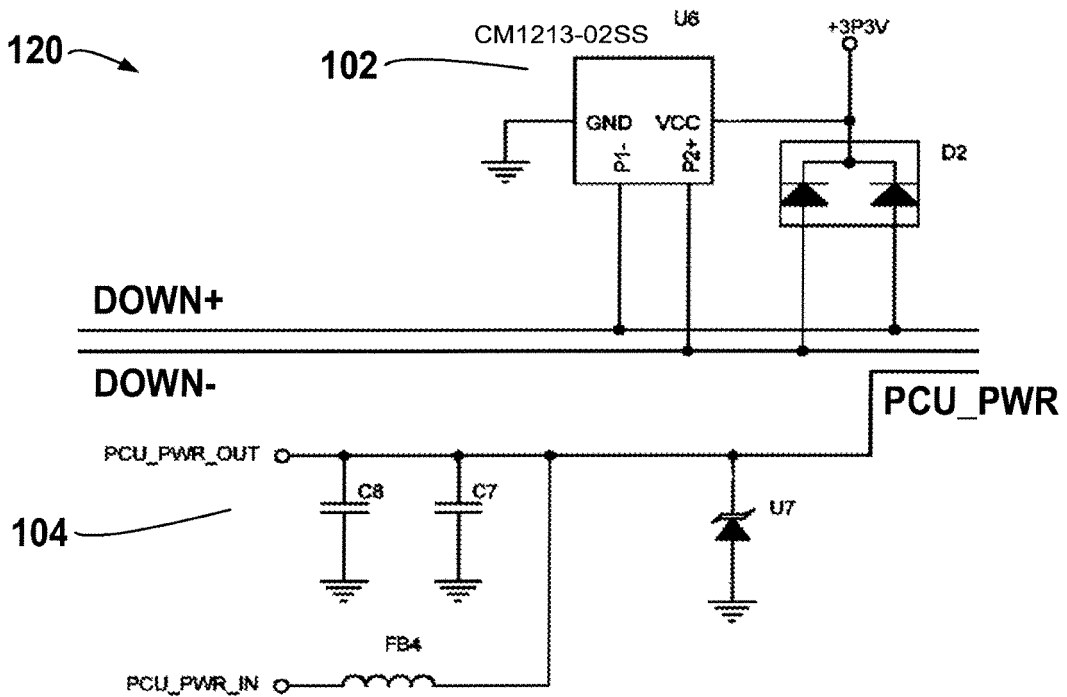 U6
CM1213-02SS
+3P3V
120
102
GND
VCC
P1-
P2+
D2
DOWN+
DOWN-
PCU_PWR
PCU_PWR_OUT
C8
C7
U7
104
FB4
PCU_PWR_IN